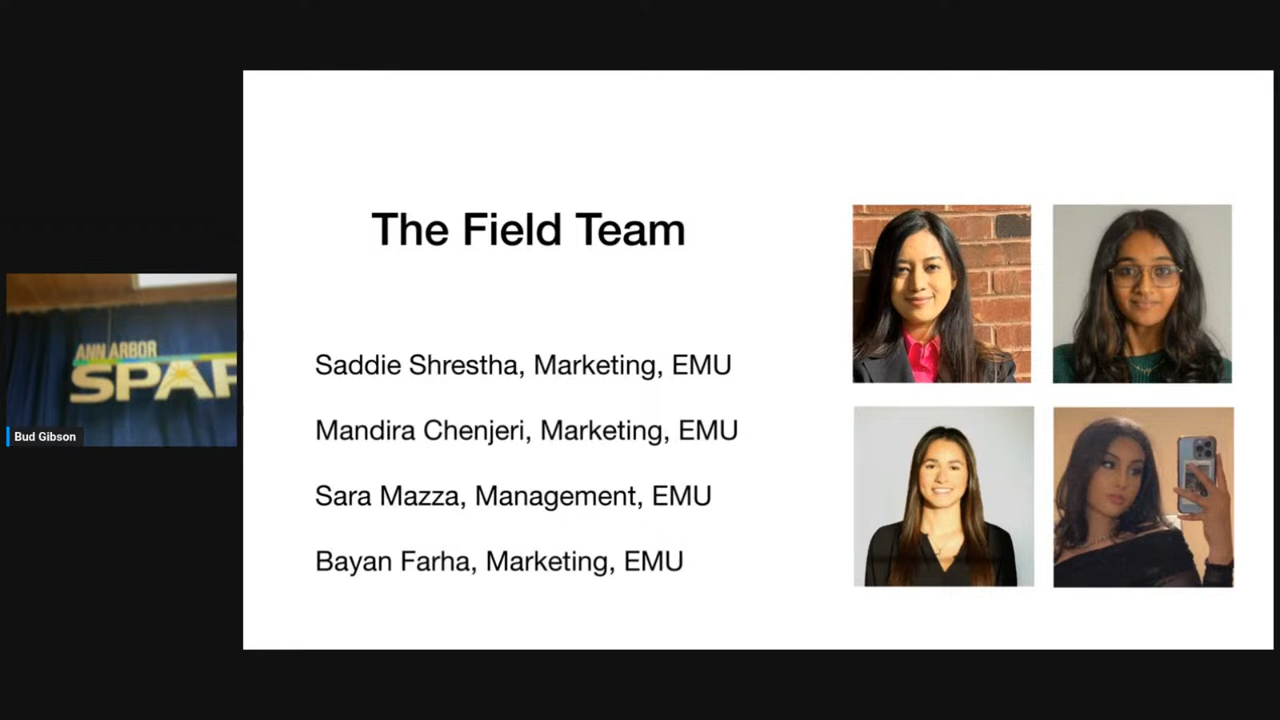 The Field Team
Saddie Shrestha, Marketing, EMU
Mandira Chenjeri, Marketing, EMU
Sara Mazza, Management, EMU
Bayan Farha, Marketing, EMU
ANN ARBOR
SPAR
Bud Gibson